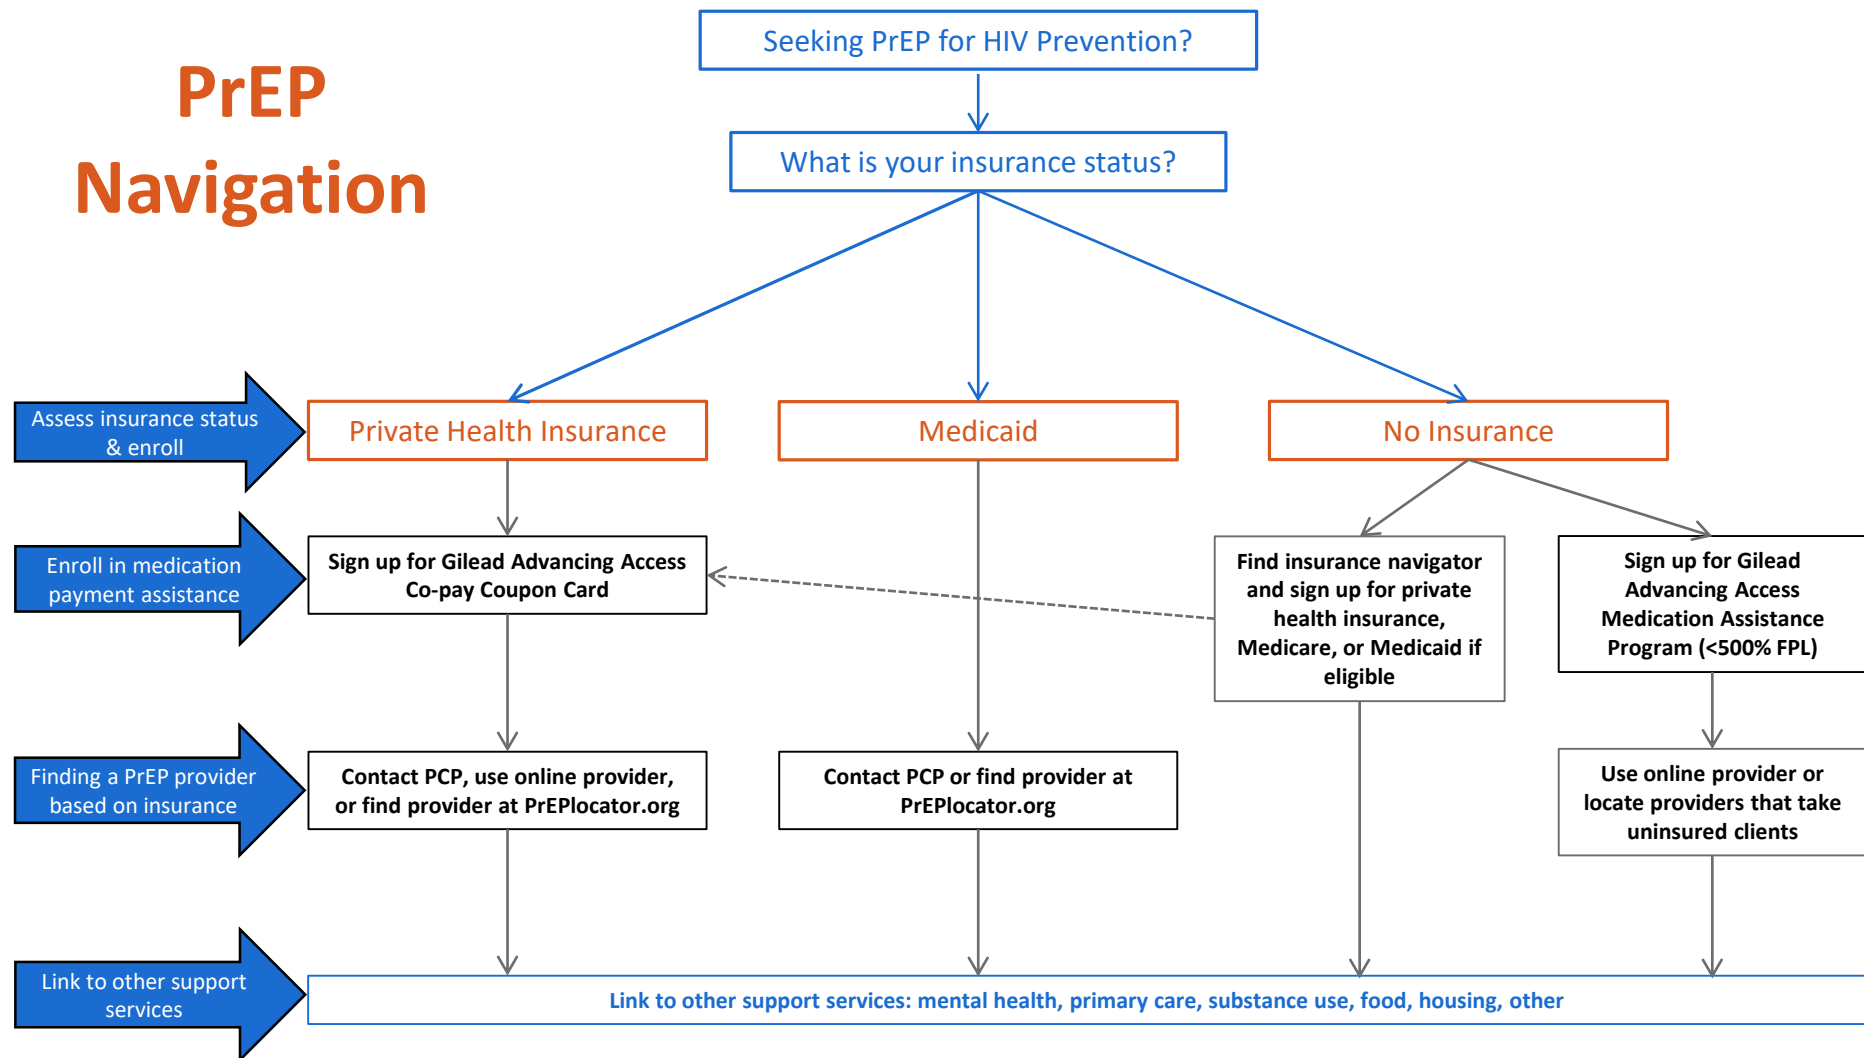 PrEP
Navigation
Seeking PrEP for HIV Prevention?
What is your insurance status?
Assess insurance status
& enroll
Private Health Insurance
Medicaid
No Insurance
Enroll in medication
payment assistance
Sign up for Gilead Advancing Access
Co-pay Coupon Card
Find insurance navigator
and sign up for private
health insurance,
Medicare, or Medicaid if
eligible
Sign up for Gilead
Advancing Access
Medication Assistance
Program (<500% FPL)
Finding a PrEP provider
based on insurance
Contact PCP, use online provider,
or find provider at PrEPlocator.org
Contact PCP or find provider at
PrEPlocator.org
Use online provider or
locate providers that take
uninsured clients
Link to other support
services
Link to other support services: mental health, primary care, substance use, food, housing, other